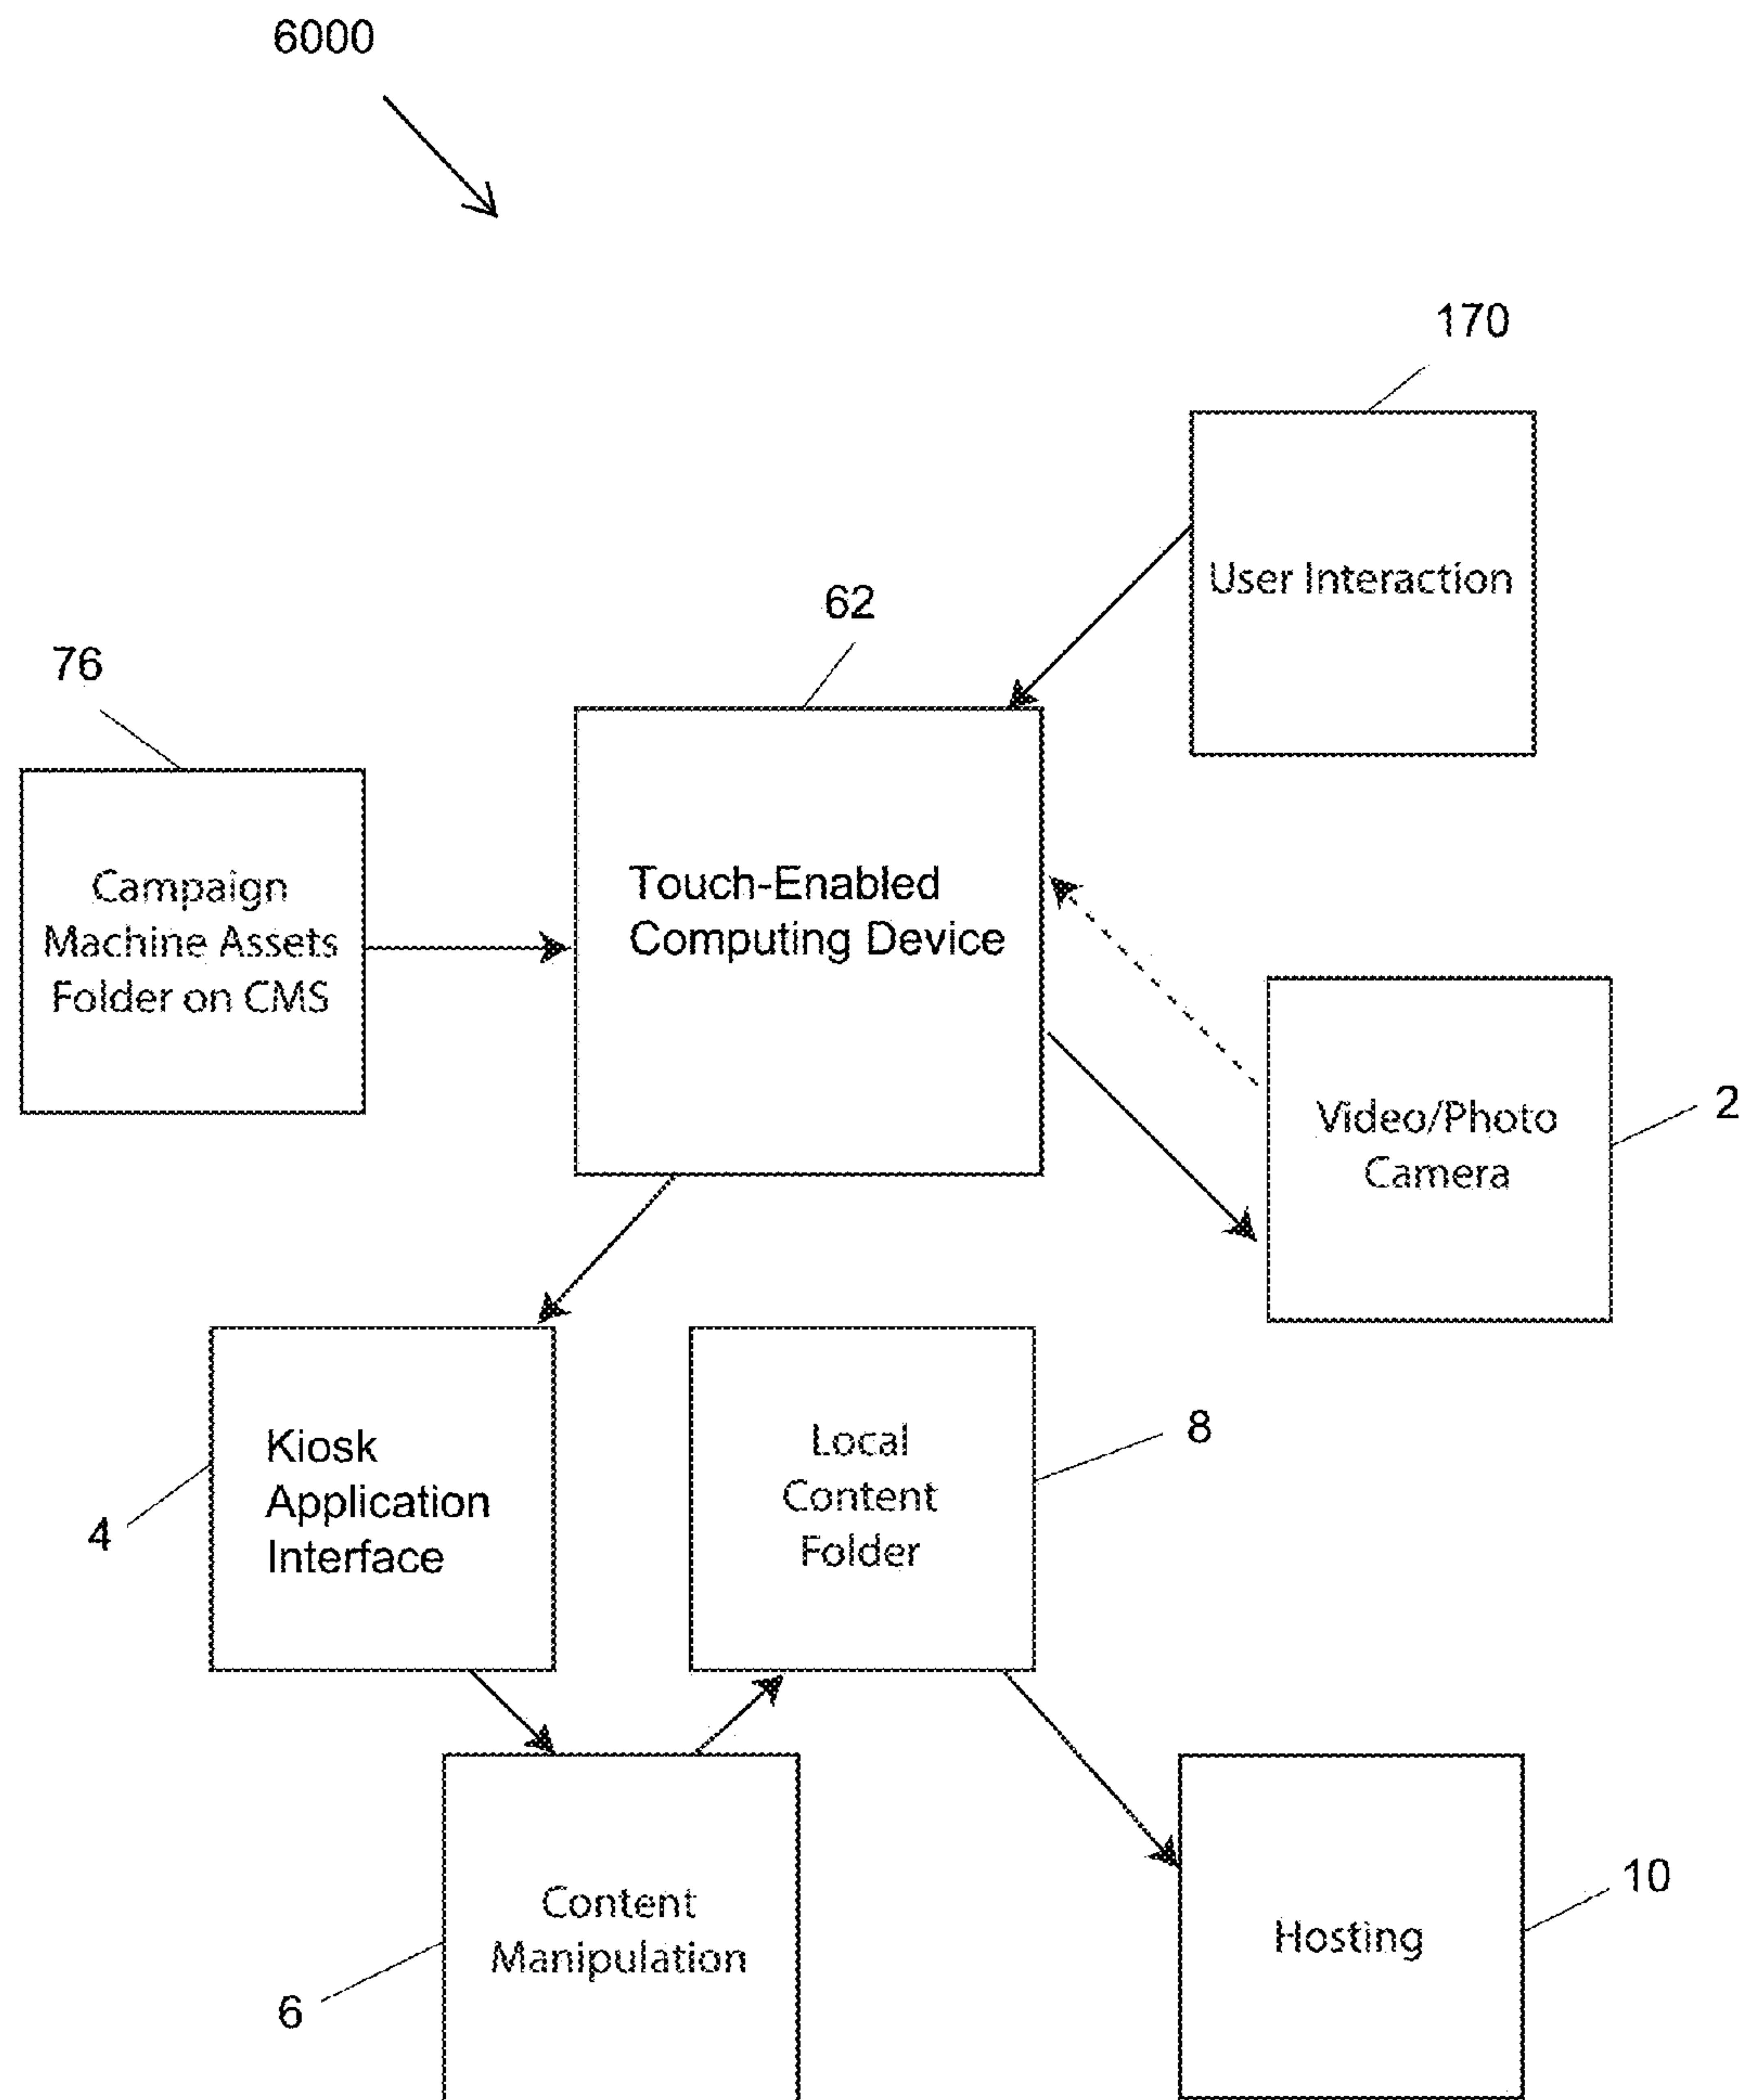 6000
170
User Interaction
62
76
Touch-Enabled
Computing Device
Campaign
Machine Assets
Folder on CMS
2
Video/Photo
Camera
Kiosk
Application
Interface
4
Local
Content
Folder
8
Content
Manipulation
6
Hosting
10